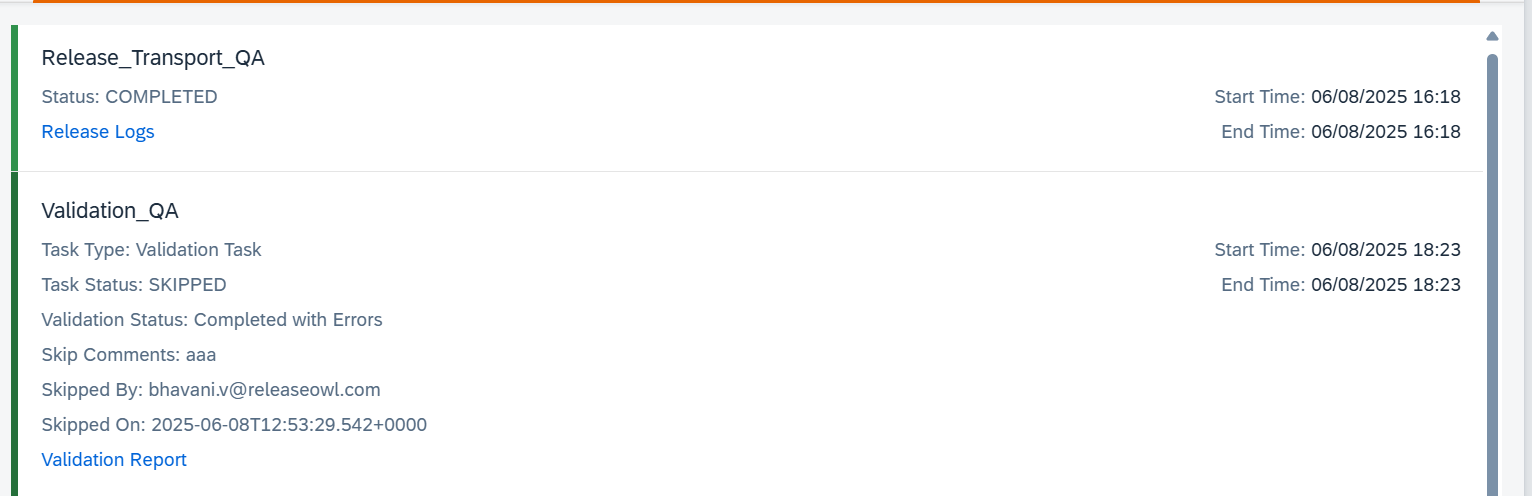 Release_Transport_QA
Status: COMPLETED
Start Time: 06/08/2025 16:18
Release Logs
End Time: 06/08/2025 16:18
Validation_QA
Task Type: Validation Task
Start Time: 06/08/2025 18:23
Task Status: SKIPPED
End Time: 06/08/2025 18:23
Validation Status: Completed with Errors
Skip Comments: aaa
Skipped By: bhavani.v@releaseowl.com
Skipped On: 2025-06-08T12:53:29.542+0000
Validation Report